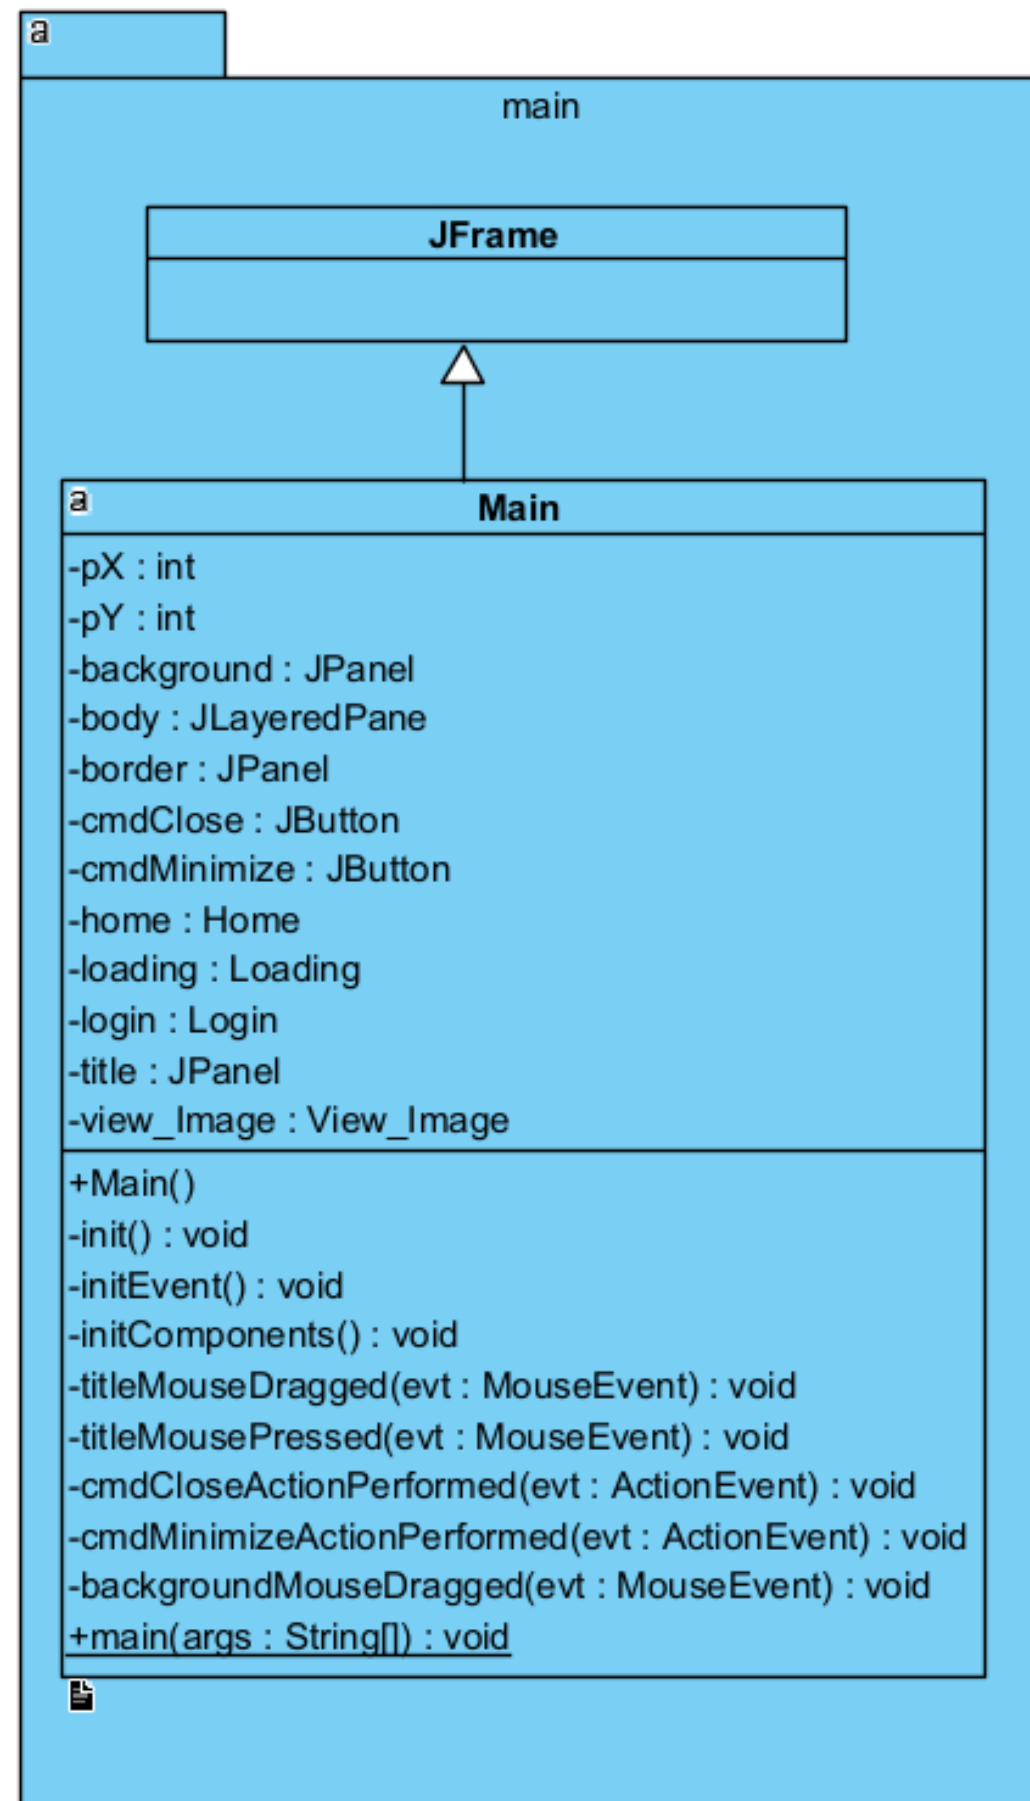 a
main
JFrame
a
Main
-pX : int
-pY : int
-background : JPanel
-body : JLayeredPane
-border : JPanel
-cmdClose : JButton
-cmdMinimize : JButton
-home : Home
-loading : Loading
-login : Login
-title : JPanel
-view_Image : View_Image
+Main()
-init() : void
-initEvent() : void
-initComponents() : void
-titleMouseDragged(evt : MouseEvent) : void
-titleMousePressed(evt : MouseEvent) : void
-cmdCloseActionPerformed(evt : ActionEvent) : void
-cmdMinimizeActionPerformed(evt : ActionEvent) : void
-backgroundMouseDragged(evt : MouseEvent) : void
+main(args : String[]) : void